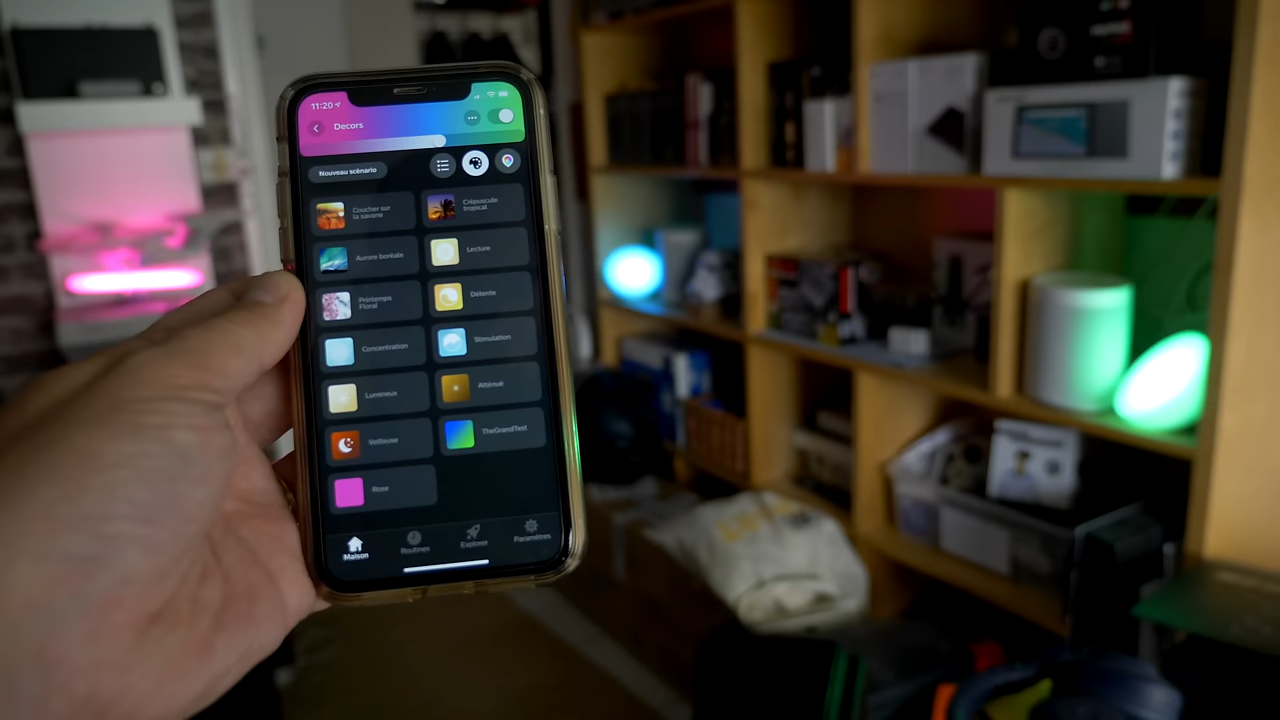 11:20
Decors
Nouveau scénario
Coucher sur
la savane
Crépuscule
tropical
Aurore boréale
Lecture
Printemps
Floral
Détente
Concentration
Stimulation
Lumineux
Atténué
Veilleuse
TheGrandTest
Rose
Maison
Routines
Explorer
Paramètres